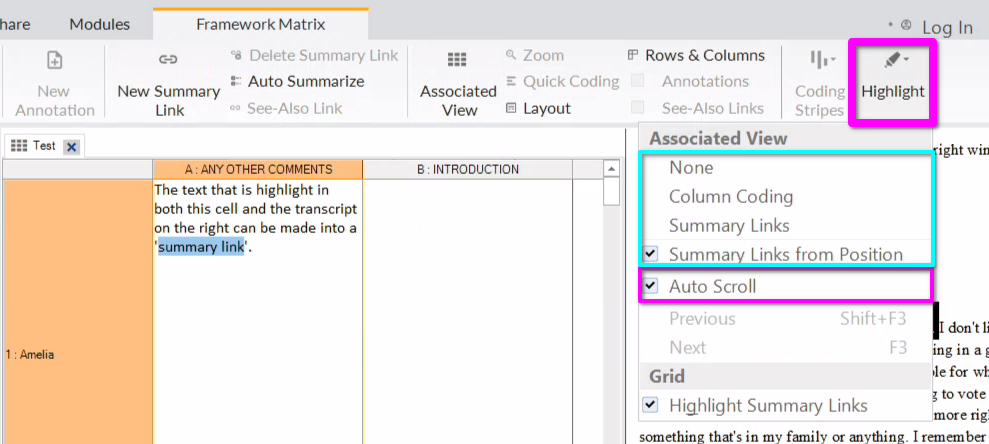 hare Modules Framework Matrix Log In
New Annotation
New Summary Link
Delete Summary Link
Auto Summarize
See-Also Link
Associated View
Zoom
Quick Coding
Layout
Rows & Columns
Annotations
See-Also Links
Coding Stripes
Highlight
Test
A : ANY OTHER COMMENTS B : INTRODUCTION
1 : Amelia
The text that is highlight in
both this cell and the transcript
on the right can be made into a
'summary link'.
Associated View
None
Column Coding
Summary Links
Summary Links from Position
Auto Scroll
Previous Shift+F3
Next F3
Grid
Highlight Summary Links
right win
I don't li
ing in a g
le for wh
g to vote
more righ
something that's in my family or anything. I remember